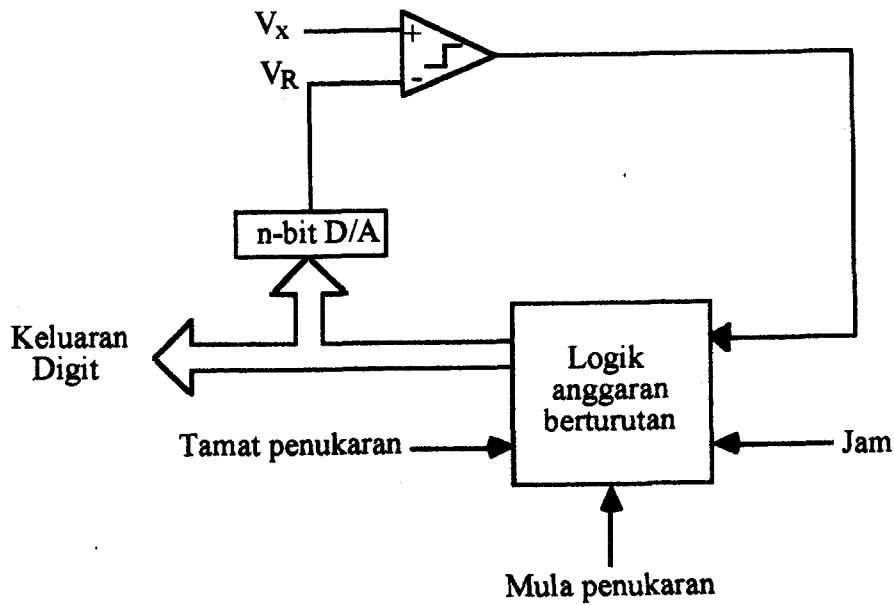 Vx
+
VR
-
n-bit D/A
Keluaran
Digit
Logik
anggaran
berturutan
Tamat penukaran
Jam
Mula penukaran